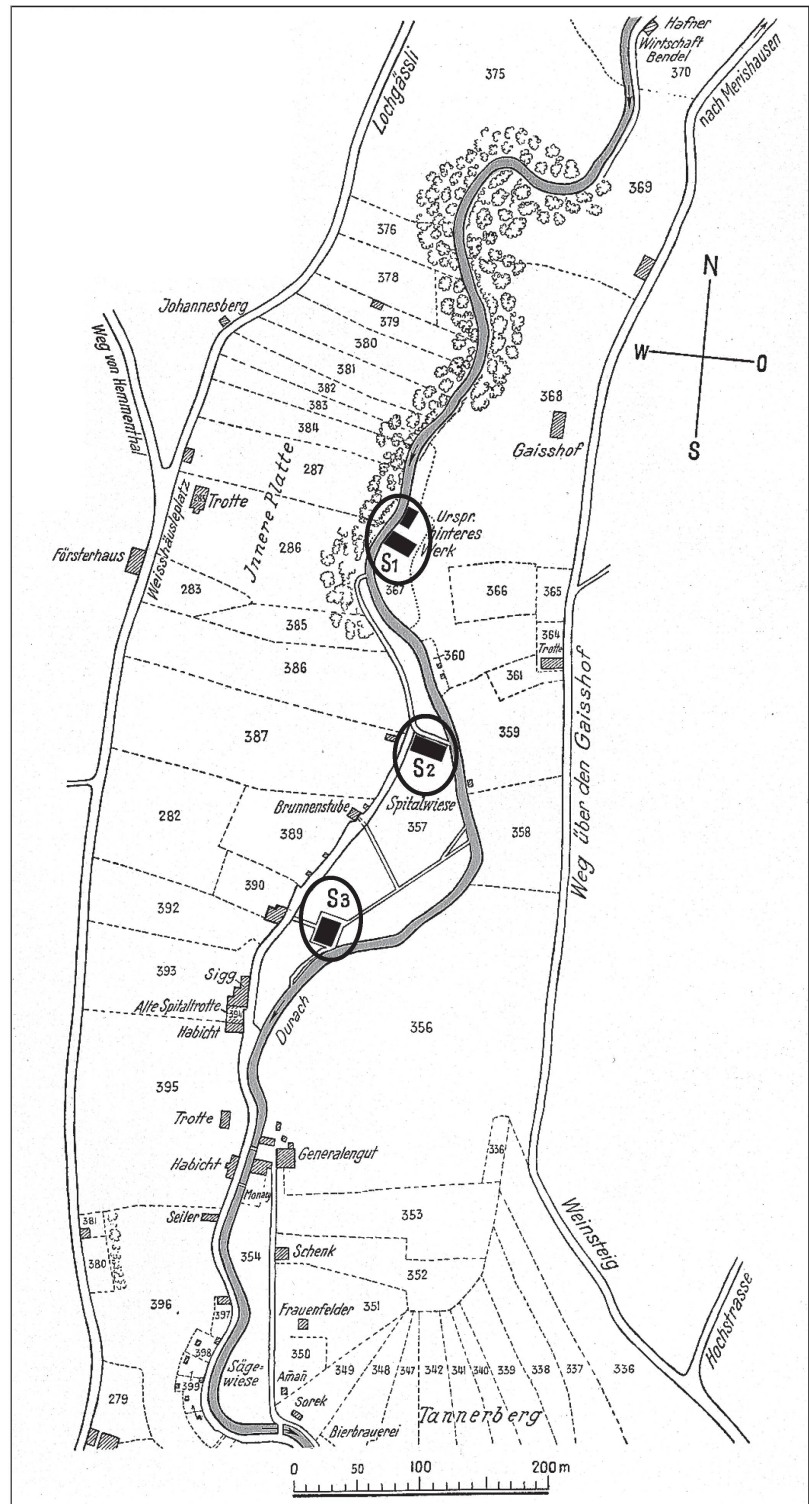 Hafner
Wirtschaft
Bendel
370
nach Merishausen
375
Lochgässli
369
376
378
379
380
381
382
383
384
Johannesberg
Weg von Hemmenthal
N
W
O
S
368
Gaisshof
287
Innere Platte
Trotte
Weisshäusleplatz
Försterhaus
286
283
Urspr.
hinteres
Werk
S1
367
366
365
364
Trotte
385
386
360
361
359
387
S2
Spitalwiese
Brunnenstube
357
358
282
389
390
392
S3
Weg über den Gaisshof
393
Sigg
Alte Spitaltrotte
394
Habicht
Durach
356
395
Trotte
Habicht
Generalengut
Seiler
336
353
Weinsteig
381
380
354
Schenk
352
351
396
397
Frauenfelder
350
398
399
Sägewiese
Amañ
Sorek
349
348
347
342
341
340
339
338
337
336
Hochstrasse
279
Bierbrauerei
Tannerberg
0 50 100 200 m